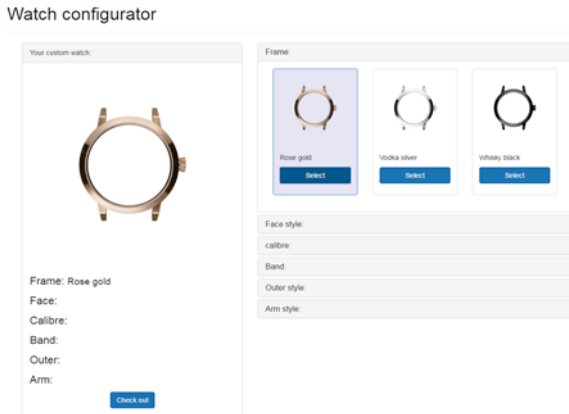 Watch configurator
Your custom watch:
Frame: Rose gold
Face:
Calibre:
Band:
Outer:
Arm:
Check out
Frame:
Rose gold
Vodka silver
Whisky black
Select
Select
Select
Face style:
calibre:
Band:
Outer style:
Arm style: